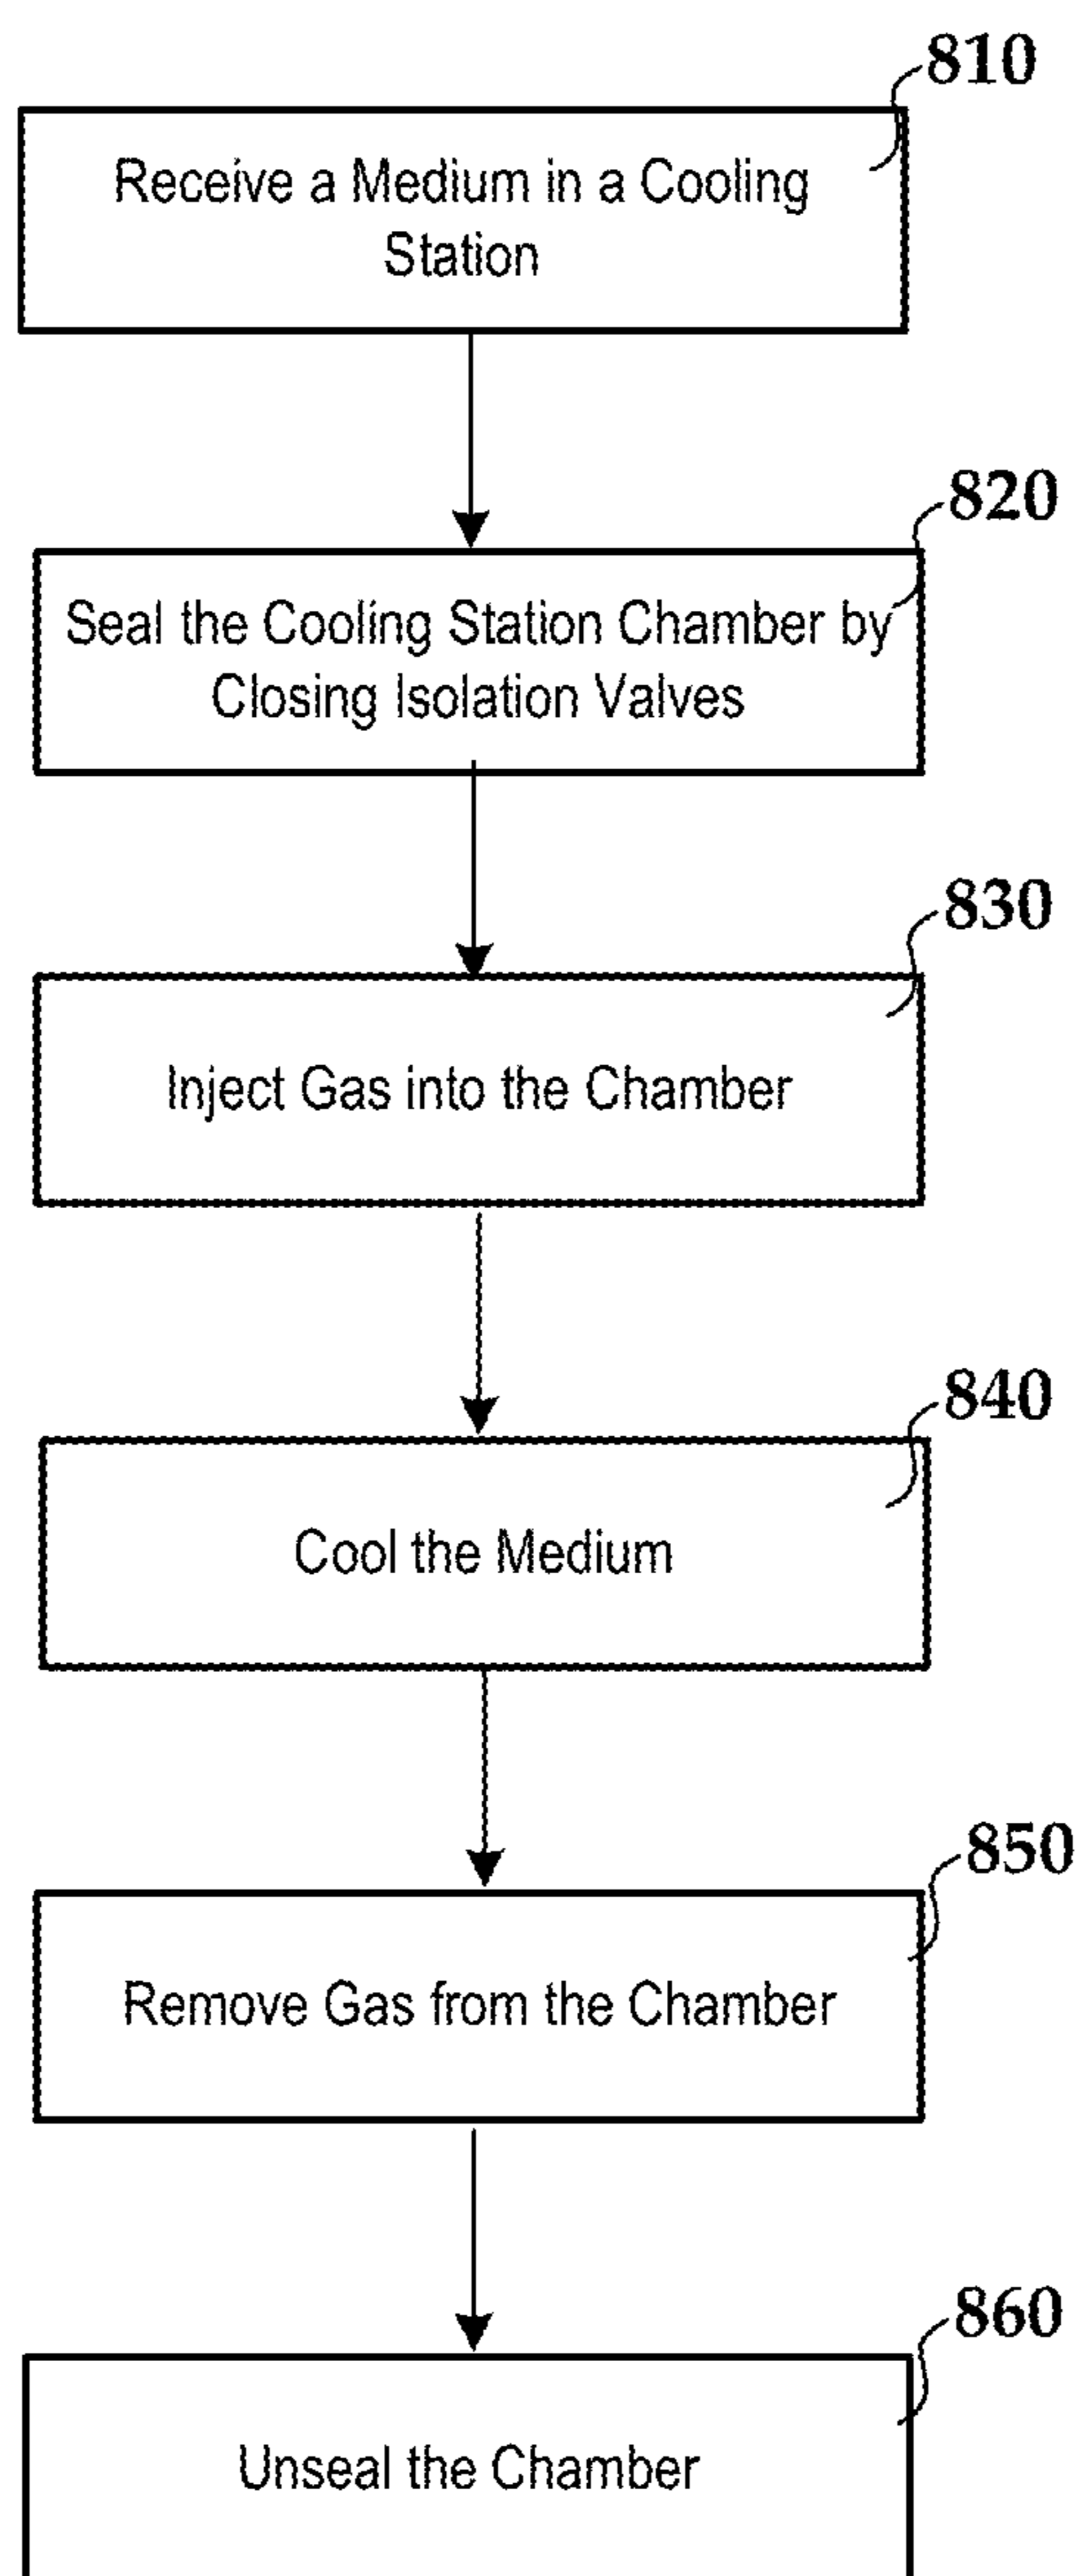 810
Receive a Medium in a Cooling
Station
820
Seal the Cooling Station Chamber by
Closing Isolation Valves
830
Inject Gas into the Chamber
840
Cool the Medium
850
Remove Gas from the Chamber
860
Unseal the Chamber